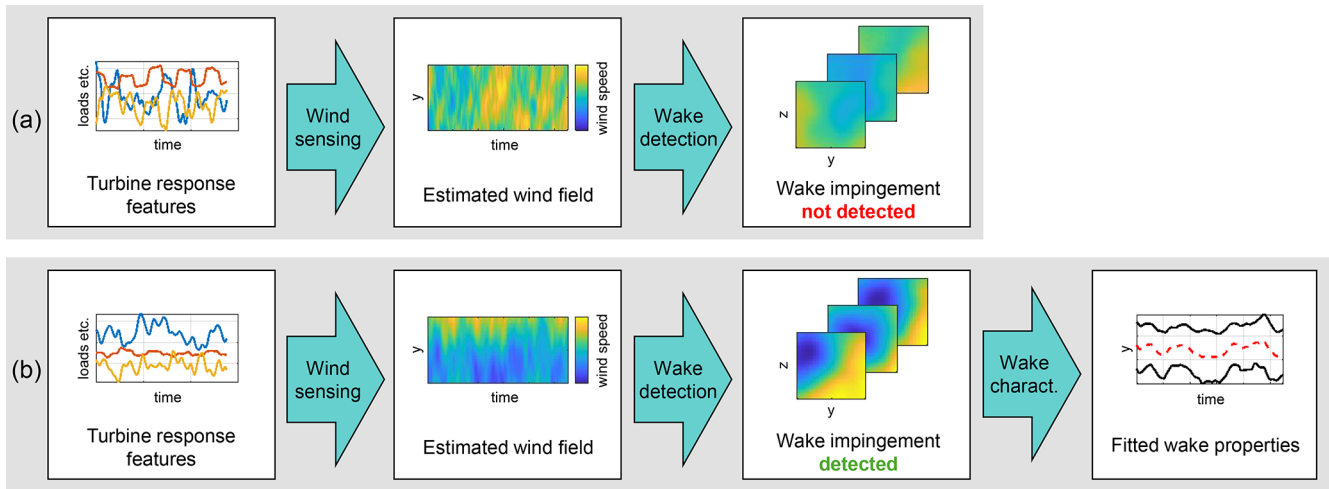 (a)
loads etc.
time
Turbine response
features
Wind
sensing
y
time
wind speed
Estimated wind field
Wake
detection
z
y
Wake impingement
not detected
(b)
loads etc.
time
Turbine response
features
Wind
sensing
y
time
wind speed
Estimated wind field
Wake
detection
z
y
Wake impingement
detected
Wake
charact.
y
time
Fitted wake properties